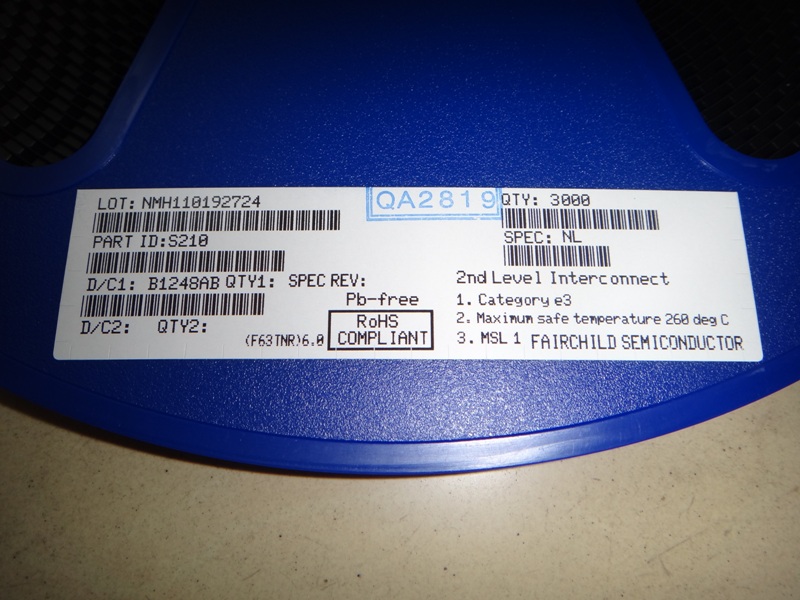 LOT: NMH110192724
QA2819
QTY: 3000
PART ID:S210
SPEC: NL
D/C1: B1248AB QTY1: SPEC REV:
2nd Level Interconnect
Pb-free
1. Category e3
D/C2: QTY2:
RoHS
COMPLIANT
2. Maximum safe temperature 260 deg C
(F63TNR)6.0
3. MSL 1 FAIRCHILD SEMICONDUCTOR